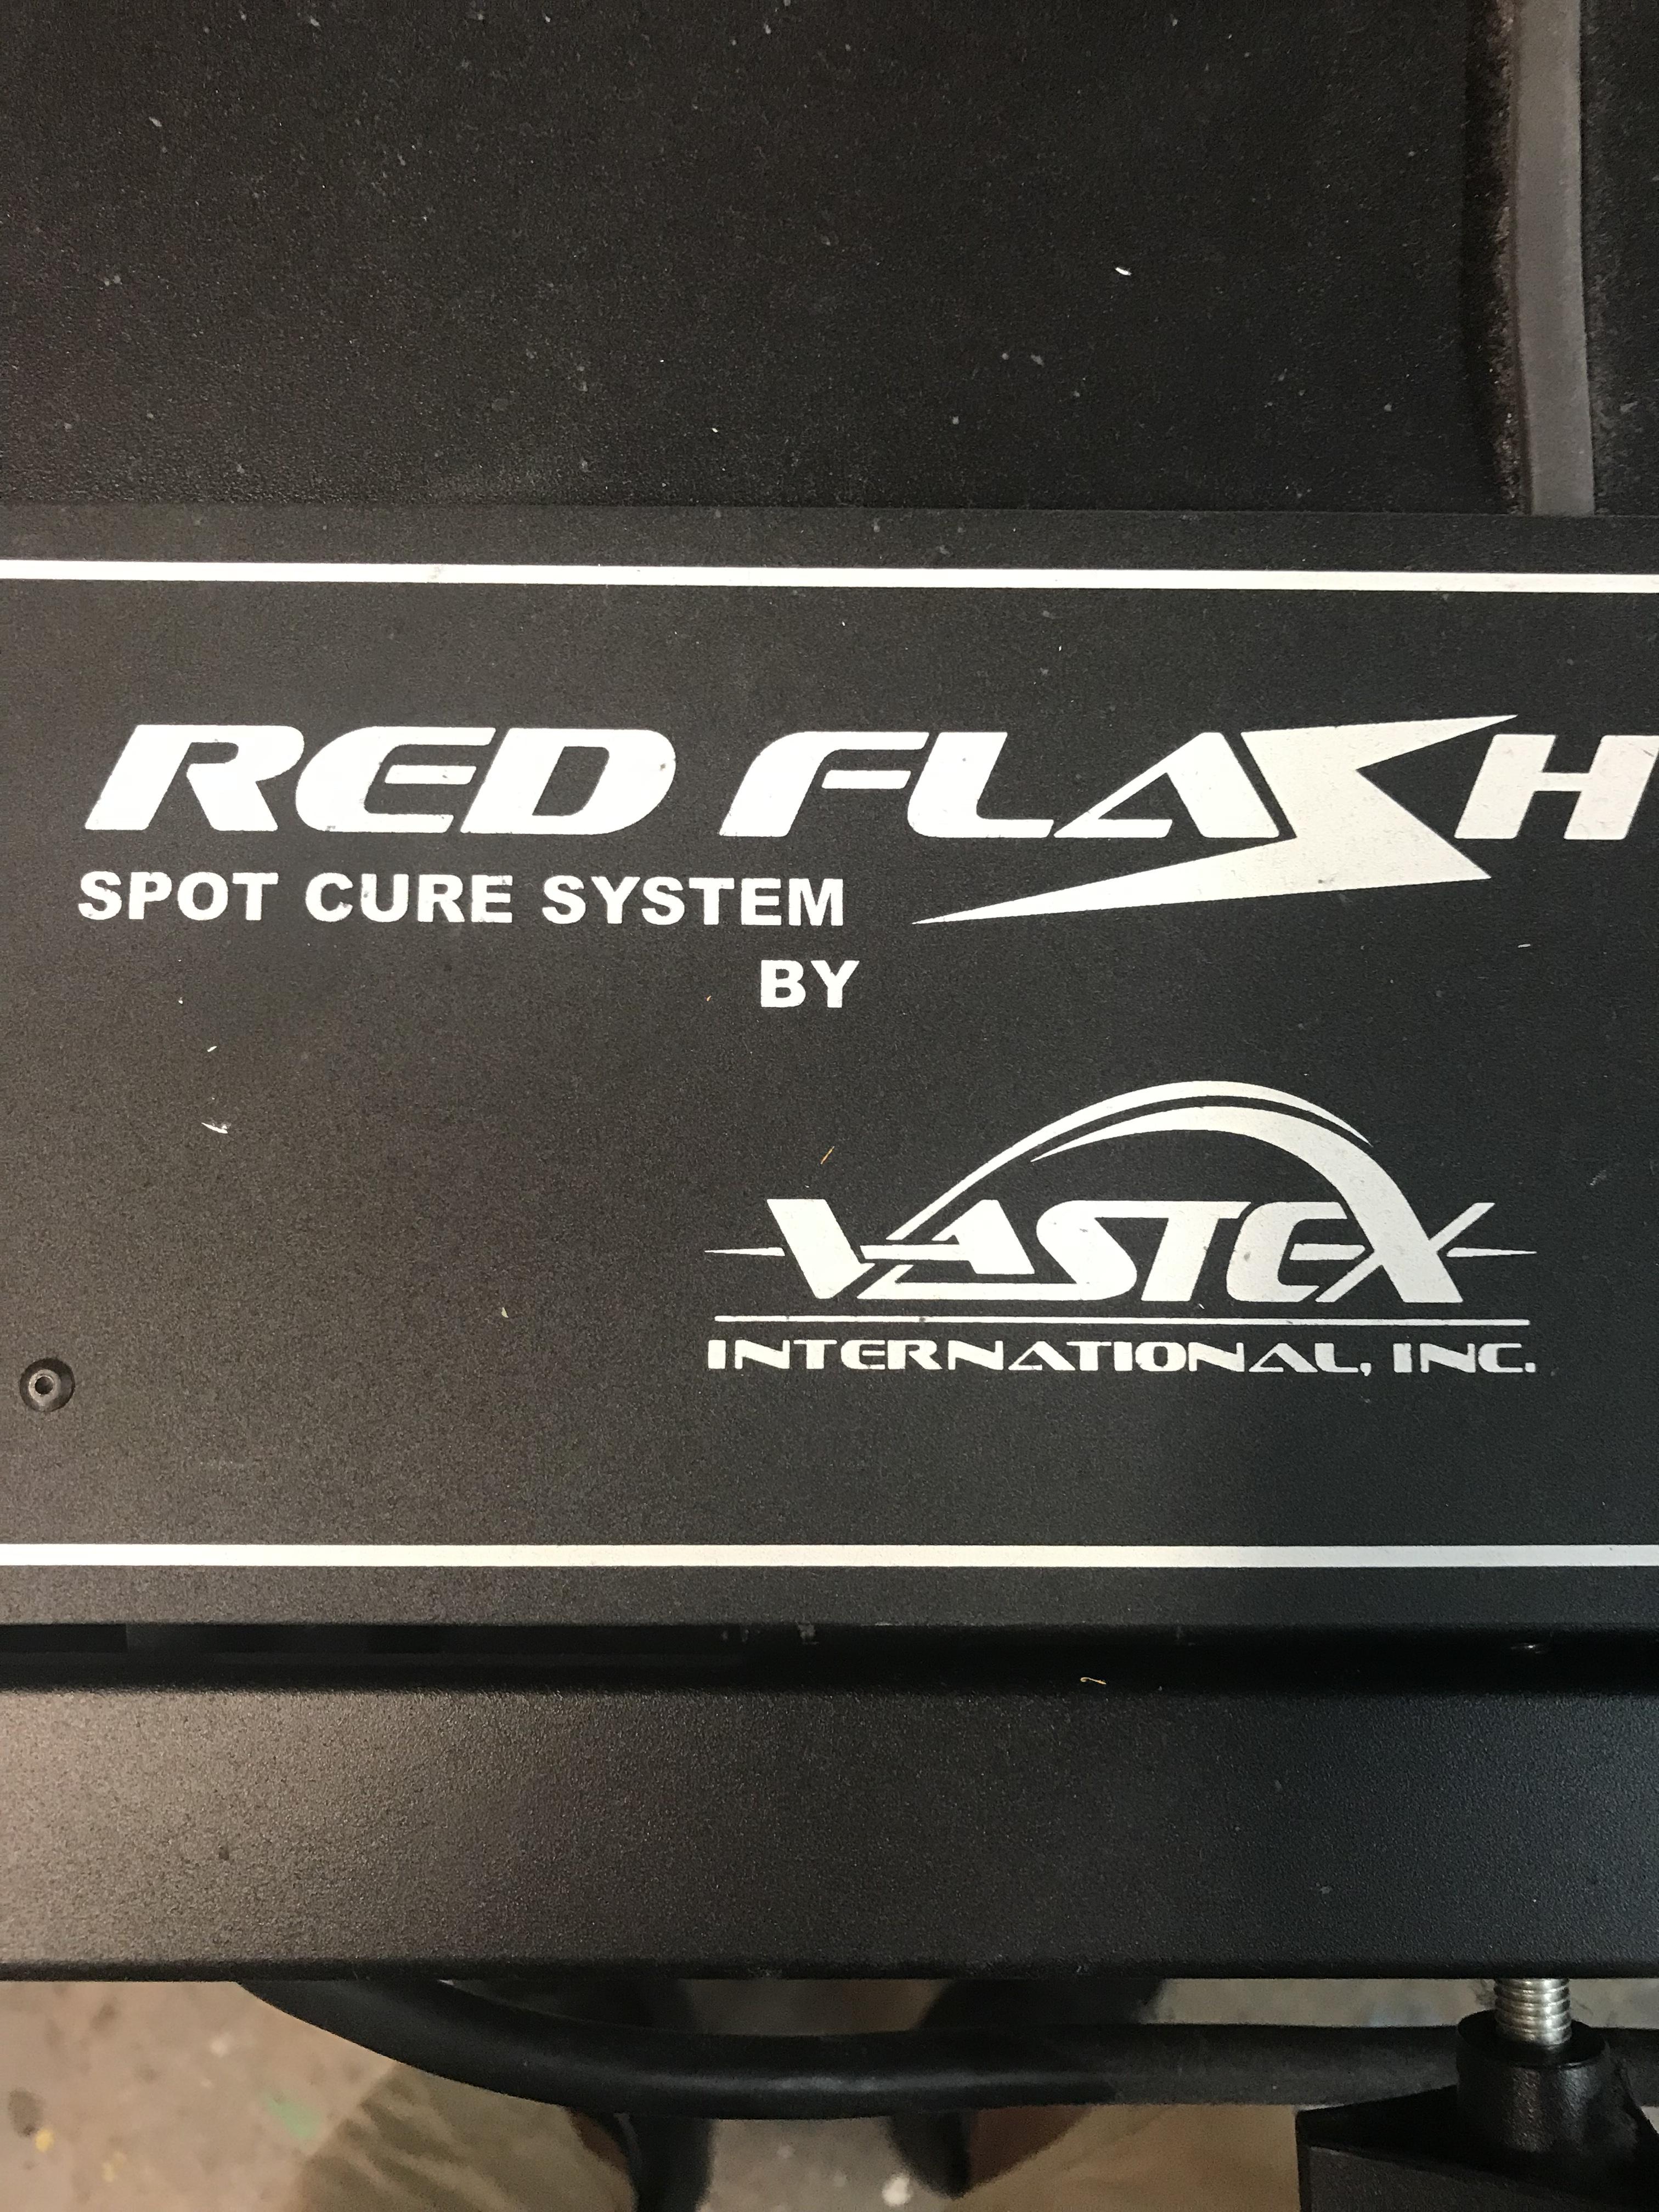 RED FLASH
SPOT CURE SYSTEM
BY
VASTEX
INTERNATIONAL, INC.